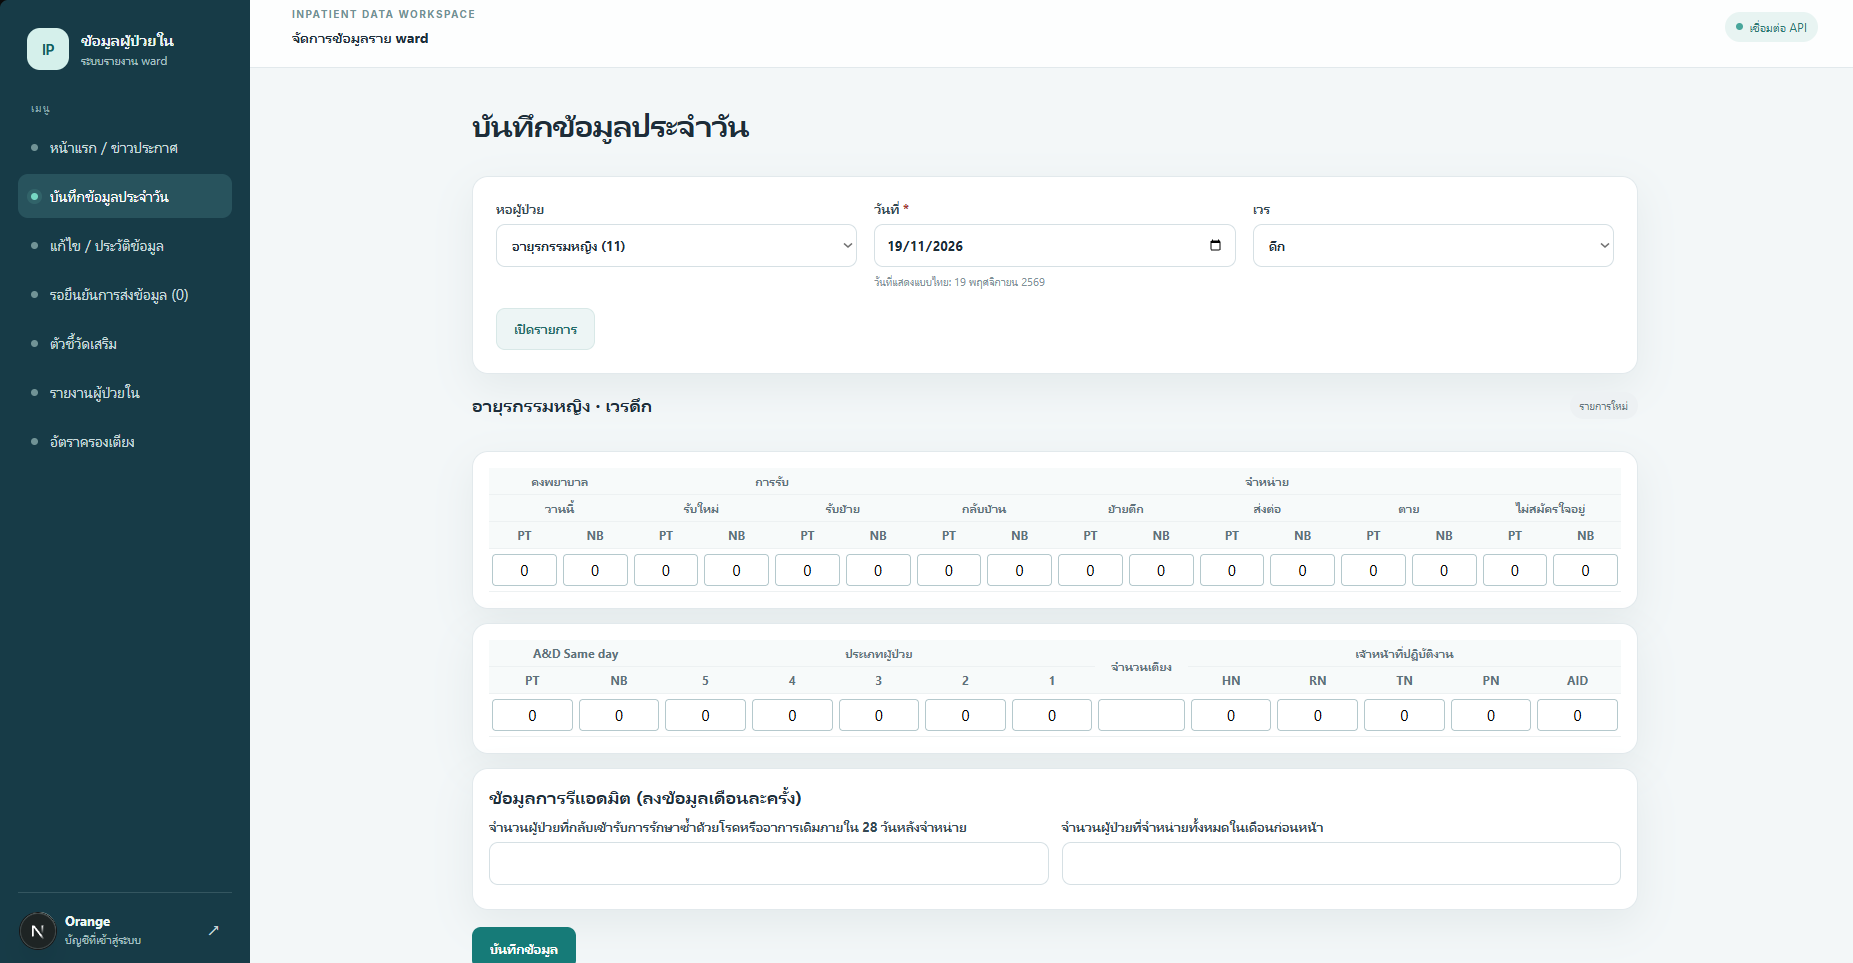 IP
ข้อมูลผู้ป่วยใน
ระบบรายงาน ward
เมนู
หน้าแรก / ข่าวประกาศ
บันทึกข้อมูลประจำวัน
แก้ไข / ประวัติข้อมูล
รอยืนยันการส่งข้อมูล (0)
ตัวชี้วัดเสริม
รายงานผู้ป่วยใน
อัตราครองเตียง
N
Orange
บัญชีที่เข้าสู่ระบบ
↗
INPATIENT DATA WORKSPACE
จัดการข้อมูลราย ward
เชื่อมต่อ API
บันทึกข้อมูลประจำวัน
หอผู้ป่วย วันที่ * เวร
อายุรกรรมหญิง (11) 19/11/2026 ดึก
วันที่แสดงแบบไทย: 19 พฤศจิกายน 2569
เปิดรายการ
อายุรกรรมหญิง · เวรดึก รายการใหม่
คงพยาบาล การรับ จำหน่าย
วานนี้ รับใหม่ รับย้าย กลับบ้าน ย้ายตึก ส่งต่อ ตาย ไม่สมัครใจอยู่
PT NB PT NB PT NB PT NB PT NB PT NB PT NB PT NB
0 0 0 0 0 0 0 0 0 0 0 0 0 0 0 0
A&D Same day ประเภทผู้ป่วย จำนวนเตียง เจ้าหน้าที่ปฏิบัติงาน
PT NB 5 4 3 2 1 HN RN TN PN AID
0 0 0 0 0 0 0 0 0 0 0 0
ข้อมูลการรีแอดมิต (ลงข้อมูลเดือนละครั้ง)
จำนวนผู้ป่วยที่กลับเข้ารับการรักษาซ้ำด้วยโรคหรืออาการเดิมภายใน 28 วันหลังจำหน่าย จำนวนผู้ป่วยที่จำหน่ายทั้งหมดในเดือนก่อนหน้า
บันทึกข้อมูล